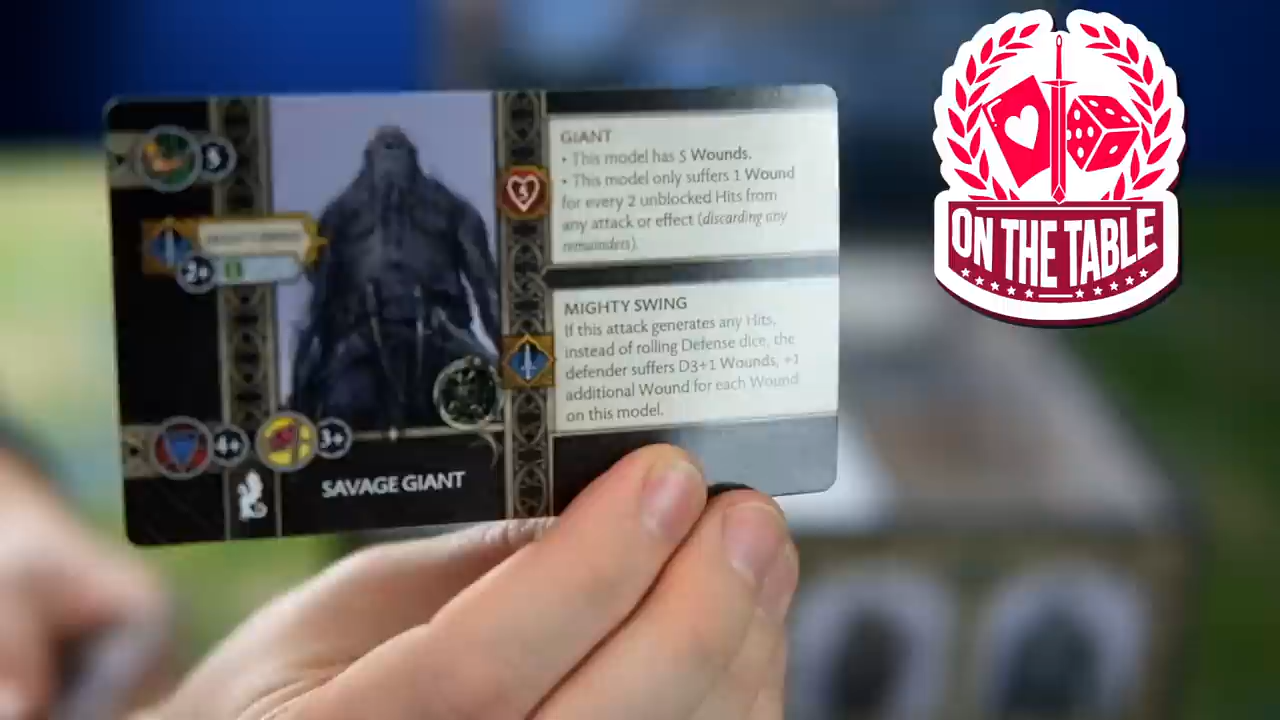 5
2+
8
4+
3+
SAVAGE GIANT
GIANT
• This model has 5 Wounds.
• This model only suffers 1 Wound
for every 2 unblocked Hits from
any attack or effect (discarding any
remainders).
5
MIGHTY SWING
If this attack generates any Hits,
instead of rolling Defense dice, the
defender suffers D3+1 Wounds, +1
additional Wound for each Wound
on this model.
ON THE TABLE